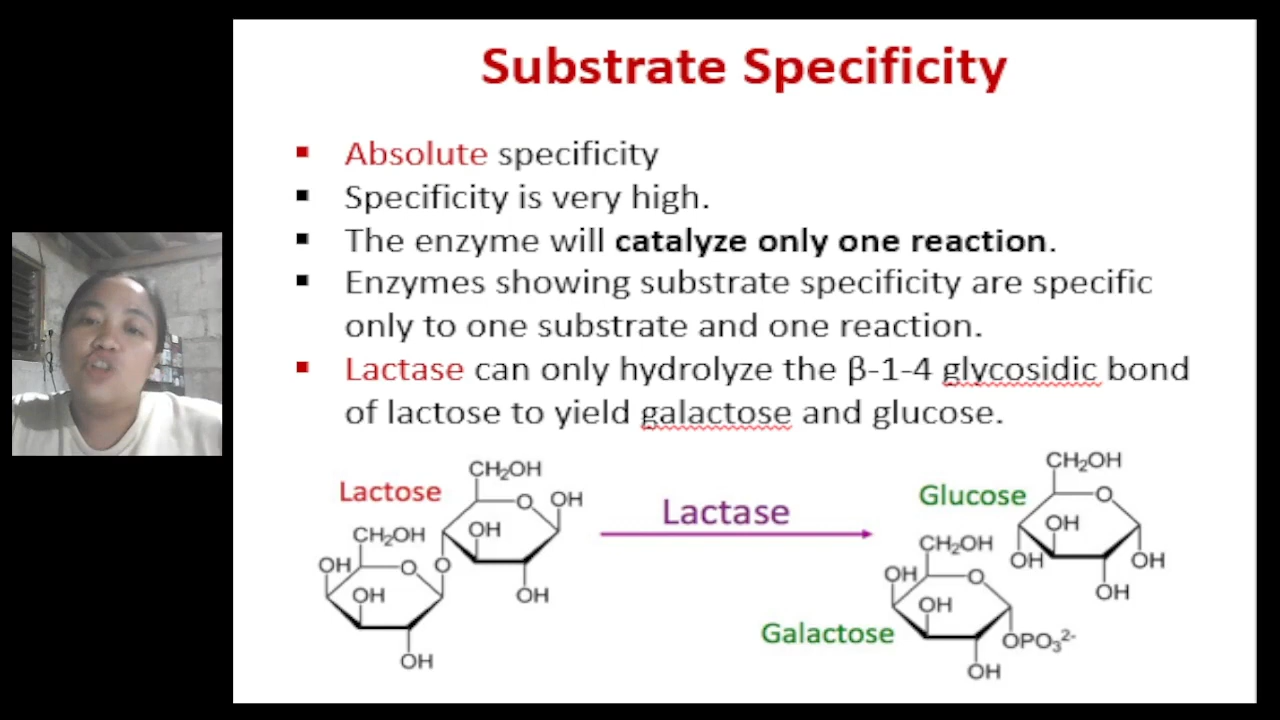 Substrate Specificity
▪ Absolute specificity
▪ Specificity is very high.
▪ The enzyme will catalyze only one reaction.
▪ Enzymes showing substrate specificity are specific
only to one substrate and one reaction.
▪ Lactase can only hydrolyze the β-1-4 glycosidic bond
of lactose to yield galactose and glucose.
Lactose
CH₂OH
O
OH
OH
OH
CH₂OH
OH
O
O
OH
OH
Lactase
Glucose
CH₂OH
O
OH
OH
OH
OH
Galactose
CH₂OH
OH
O
OH
OPO₃²⁻
OH